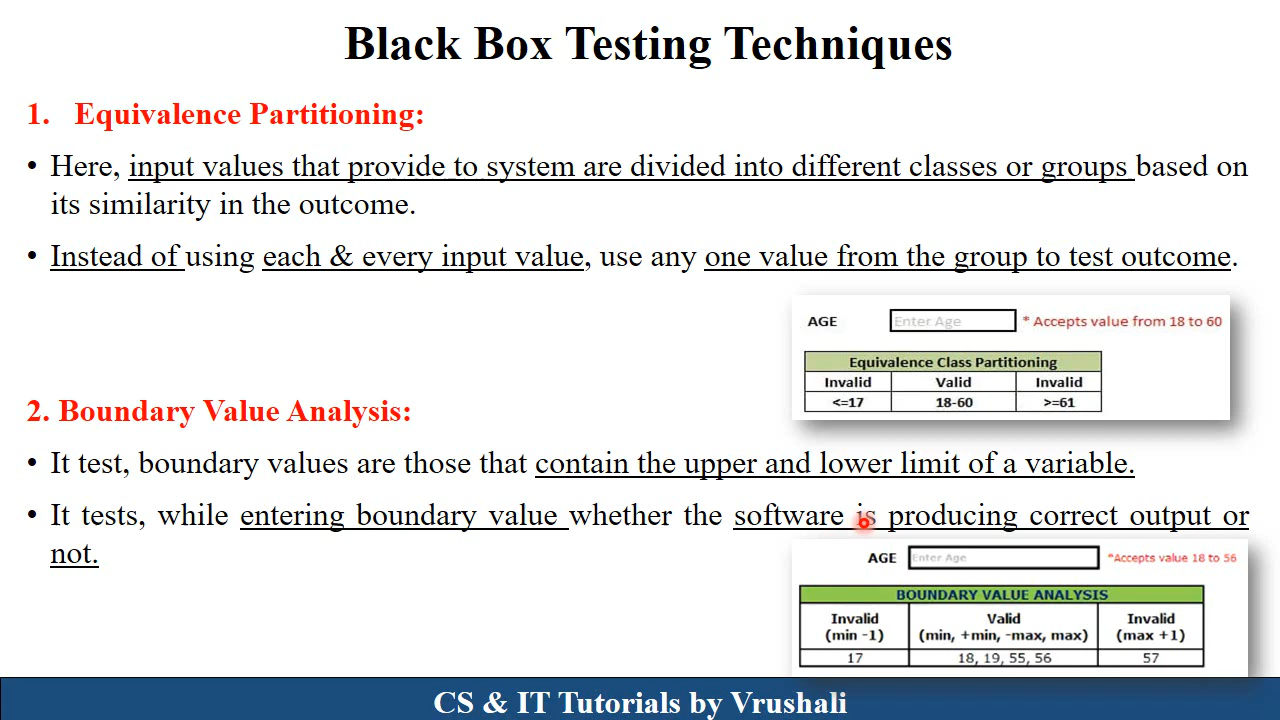 Black Box Testing Techniques
1. Equivalence Partitioning:
• Here, input values that provide to system are divided into different classes or groups based on
its similarity in the outcome.
• Instead of using each & every input value, use any one value from the group to test outcome.
AGE Enter Age * Accepts value from 18 to 60
Equivalence Class Partitioning
Invalid Valid Invalid
<=17 18-60 >=61
2. Boundary Value Analysis:
• It test, boundary values are those that contain the upper and lower limit of a variable.
• It tests, while entering boundary value whether the software is producing correct output or
not.
AGE Enter Age *Accepts value 18 to 56
BOUNDARY VALUE ANALYSIS
Invalid Valid Invalid
(min -1) (min, +min, -max, max) (max +1)
17 18, 19, 55, 56 57
CS & IT Tutorials by Vrushali